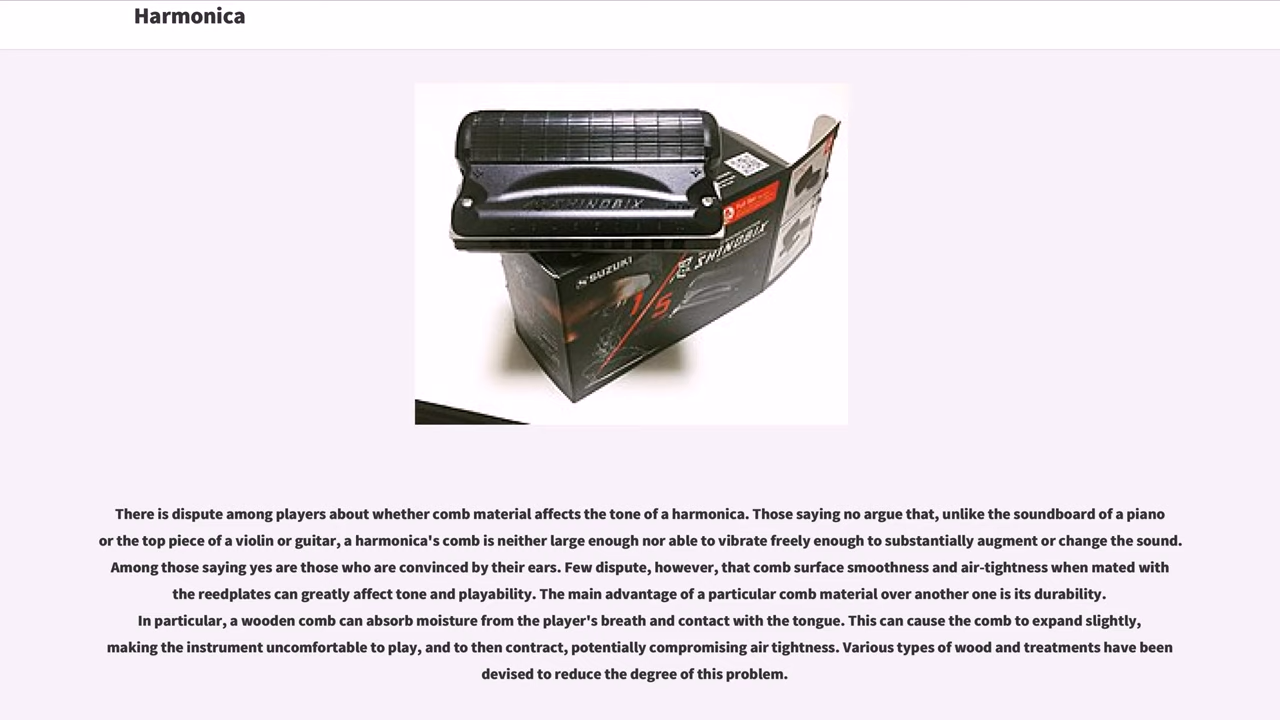 Harmonica
SHINOBIX
SUZUKI
SHINOBIX
1/5
There is dispute among players about whether comb material affects the tone of a harmonica. Those saying no argue that, unlike the soundboard of a piano
or the top piece of a violin or guitar, a harmonica's comb is neither large enough nor able to vibrate freely enough to substantially augment or change the sound.
Among those saying yes are those who are convinced by their ears. Few dispute, however, that comb surface smoothness and air-tightness when mated with
the reedplates can greatly affect tone and playability. The main advantage of a particular comb material over another one is its durability.
In particular, a wooden comb can absorb moisture from the player's breath and contact with the tongue. This can cause the comb to expand slightly,
making the instrument uncomfortable to play, and to then contract, potentially compromising air tightness. Various types of wood and treatments have been
devised to reduce the degree of this problem.